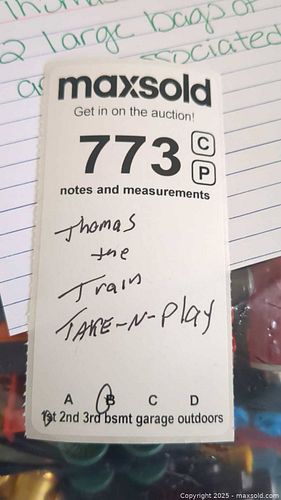 2 large bags of
associated
maxsold
Get in on the auction!
773 C
P
notes and measurements
Thomas
the
Train
TAKE-N-Play
A B C D
1st 2nd 3rd bsmt garage outdoors
Copyright 2025 - maxsold.com